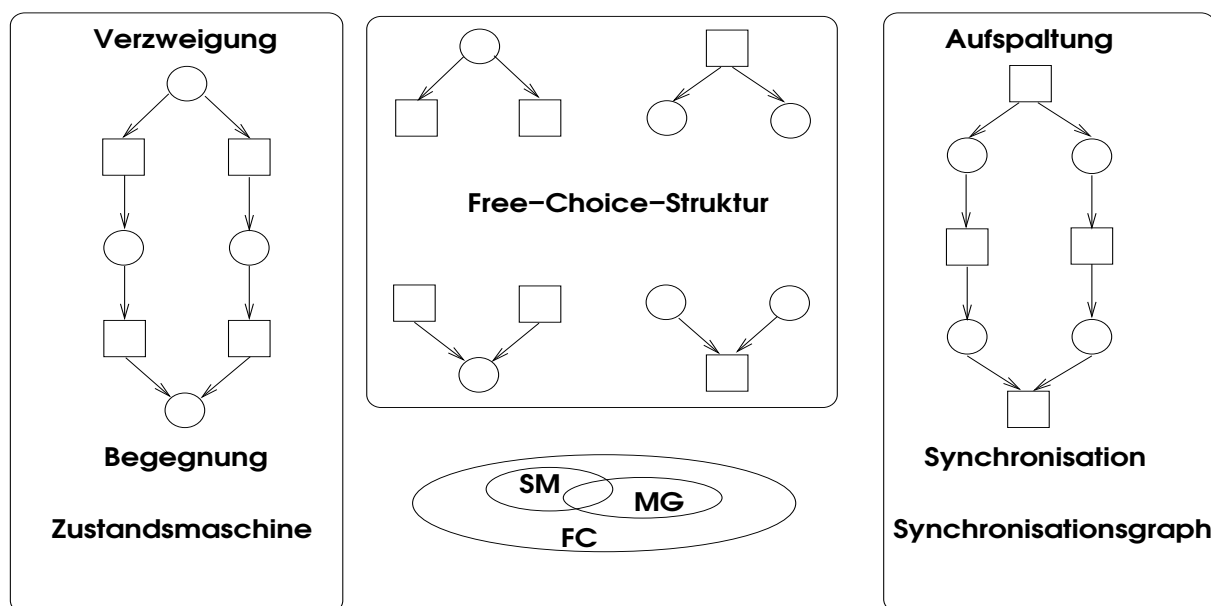 Verzweigung
Begegnung
Zustandsmaschine
Free-Choice-Struktur
SM
MG
FC
Aufspaltung
Synchronisation
Synchronisationsgraph